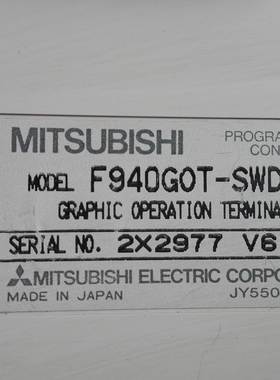 MITSUBISHI
PROGRA
CON
MODEL F940GOT-SWD
GRAPHIC OPERATION TERMINA
SERIAL NO. 2X2977 V6
MITSUBISHI ELECTRIC CORPO
MADE IN JAPAN JY550